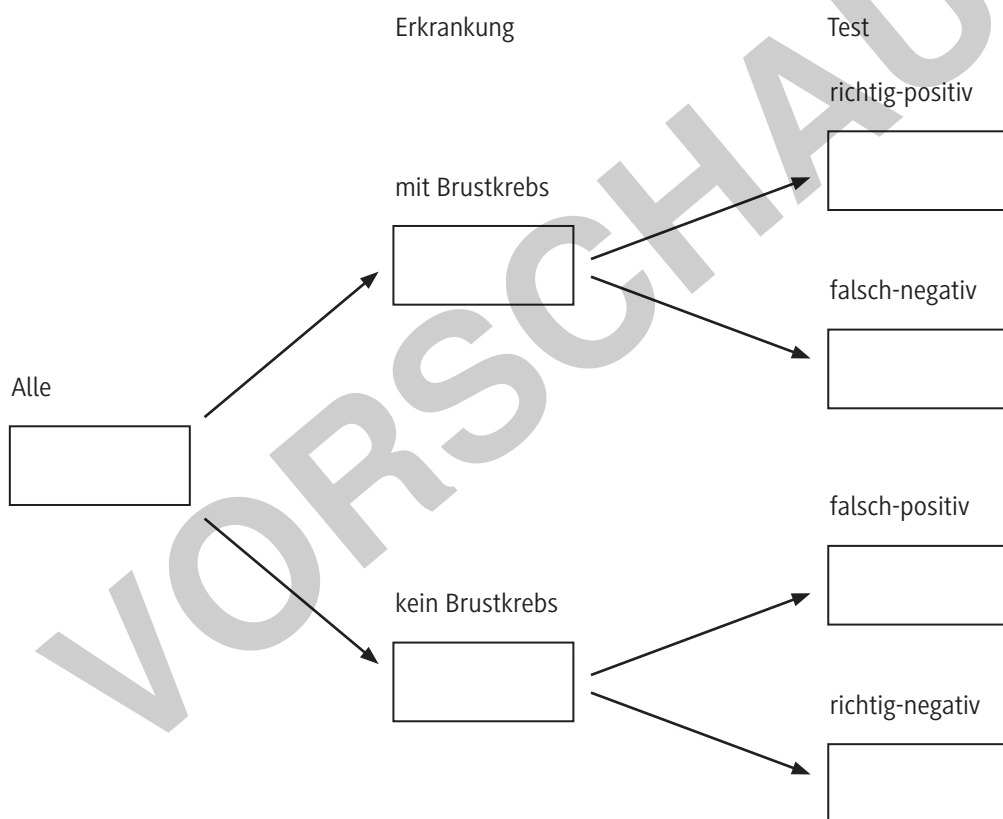 Erkrankung
Test
richtig-positiv
mit Brustkrebs
falsch-negativ
Alle
falsch-positiv
kein Brustkrebs
richtig-negativ
VORSCHAU